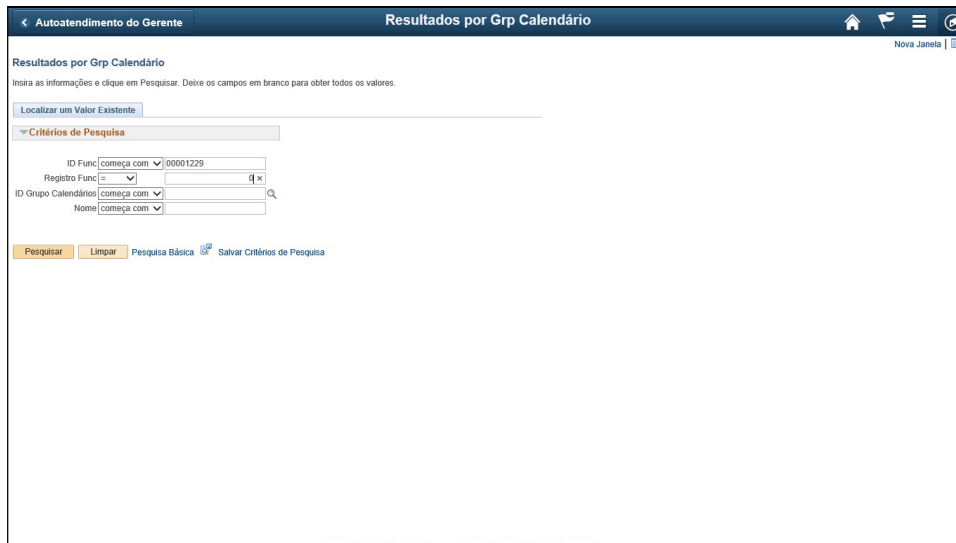 Autoatendimento do Gerente
Resultados por Grp Calendário
Nova Janela |
Resultados por Grp Calendário
Insira as informações e clique em Pesquisar. Deixe os campos em branco para obter todos os valores.
Localizar um Valor Existente
Critérios de Pesquisa
ID Func começa com 00001229
Registro Func = 0 ×
ID Grupo Calendários começa com
Nome começa com
Pesquisar Limpar Pesquisa Básica Salvar Critérios de Pesquisa